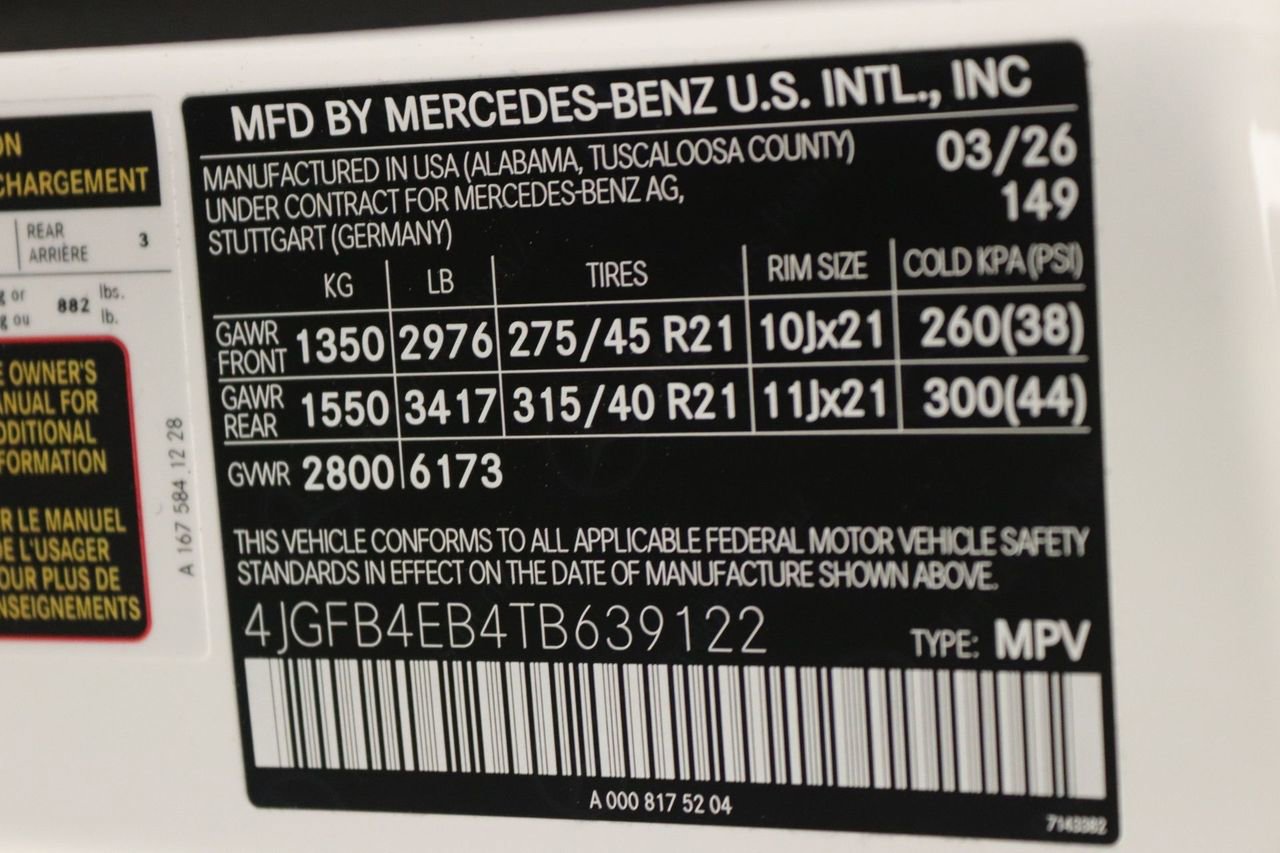 ON
CHARGEMENT
REAR
ARRIÈRE
3
g or
g ou
882
lbs.
lb.
E OWNER'S
ANUAL FOR
DDITIONAL
FORMATION
R LE MANUEL
DE L'USAGER
OUR PLUS DE
NSEIGNEMENTS
A 167 584 12 28
MFD BY MERCEDES-BENZ U.S. INTL., INC
MANUFACTURED IN USA (ALABAMA, TUSCALOOSA COUNTY) 03/26
UNDER CONTRACT FOR MERCEDES-BENZ AG, 149
STUTTGART (GERMANY)
KG LB TIRES RIM SIZE COLD KPA(PSI)
GAWR FRONT 1350 2976 275/45 R21 10Jx21 260(38)
GAWR REAR 1550 3417 315/40 R21 11Jx21 300(44)
GVWR 2800 6173
THIS VEHICLE CONFORMS TO ALL APPLICABLE FEDERAL MOTOR VEHICLE SAFETY
STANDARDS IN EFFECT ON THE DATE OF MANUFACTURE SHOWN ABOVE.
4JGFB4EB4TB639122 TYPE: MPV
A 000 817 52 04
7143382